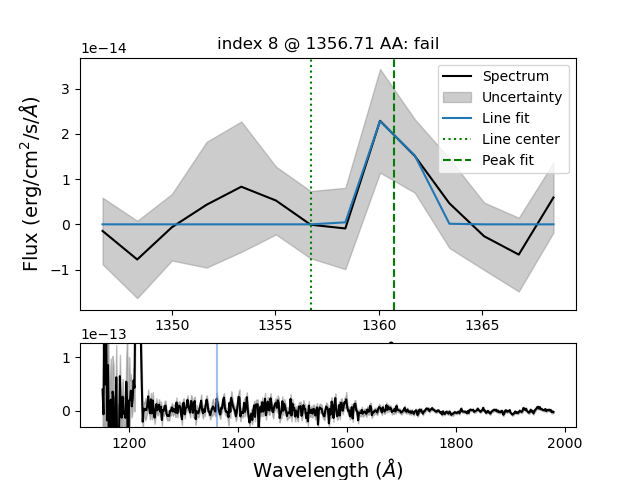 index 8 @ 1356.71 AA: fail
1e−14
Flux (erg/cm²/s/Å)
3
2
1
0
−1
Spectrum
Uncertainty
Line fit
Line center
Peak fit
1350 1355 1360 1365
1e−13
1
0
1200 1400 1600 1800 2000
Wavelength (Å)